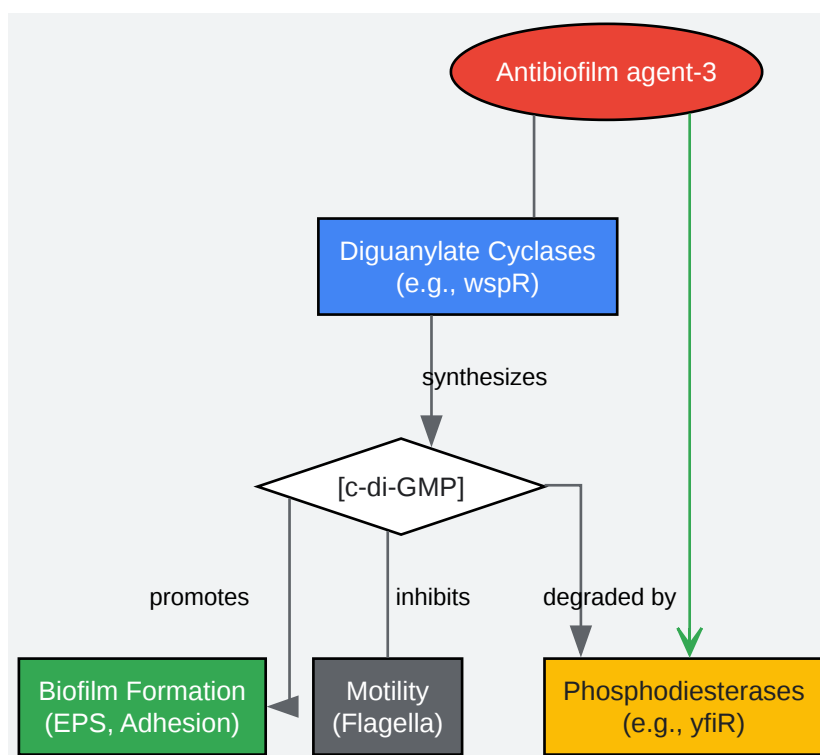 Antibiofilm agent-3
Diguanylate Cyclases
(e.g., wspR)
synthesizes
[c-di-GMP]
promotes
inhibits
degraded by
Biofilm Formation
(EPS, Adhesion)
Motility
(Flagella)
Phosphodiesterases
(e.g., yfiR)